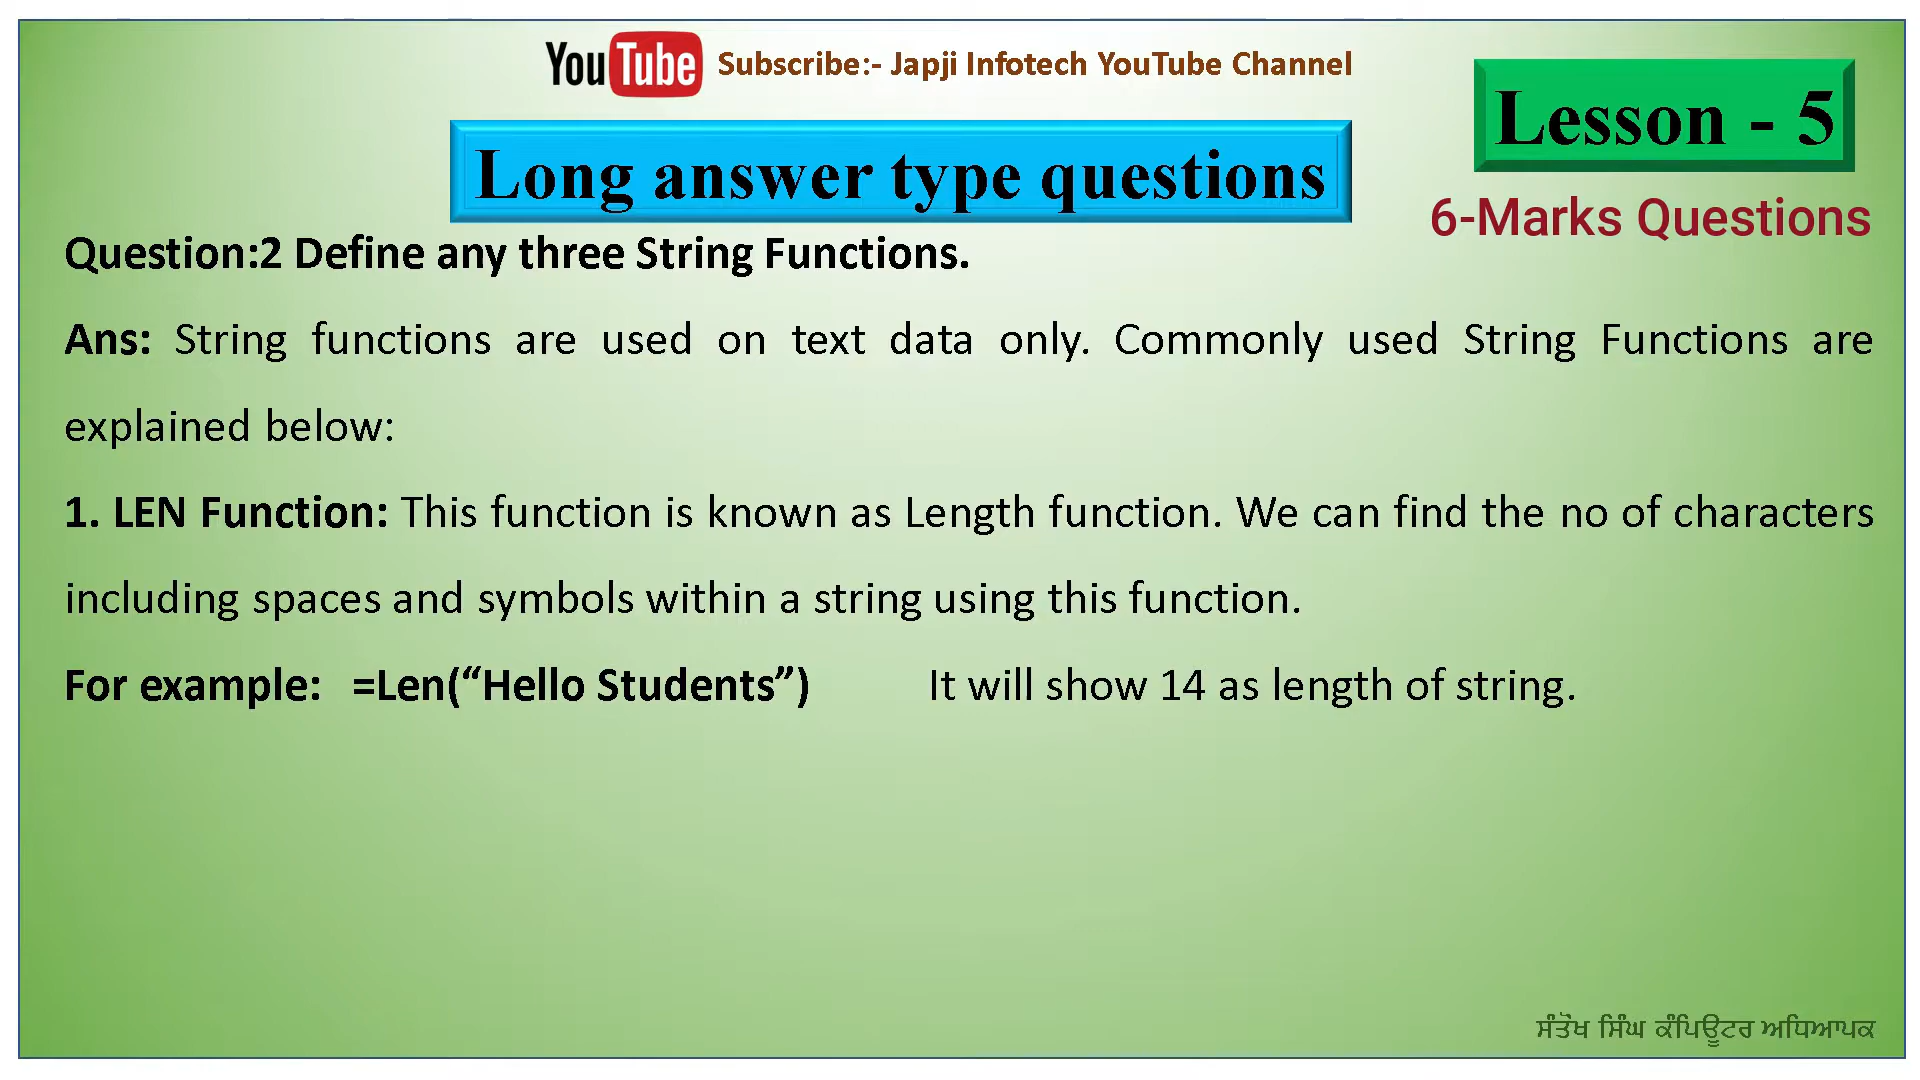 YouTube Subscribe:- Japji Infotech YouTube Channel
Lesson - 5
Long answer type questions
6-Marks Questions
Question:2 Define any three String Functions.
Ans: String functions are used on text data only. Commonly used String Functions are
explained below:
1. LEN Function: This function is known as Length function. We can find the no of characters
including spaces and symbols within a string using this function.
For example: =Len(“Hello Students”) It will show 14 as length of string.
ਸੰਤੋਖ ਸਿੰਘ ਕੰਪਿਊਟਰ ਅਧਿਆਪਕ